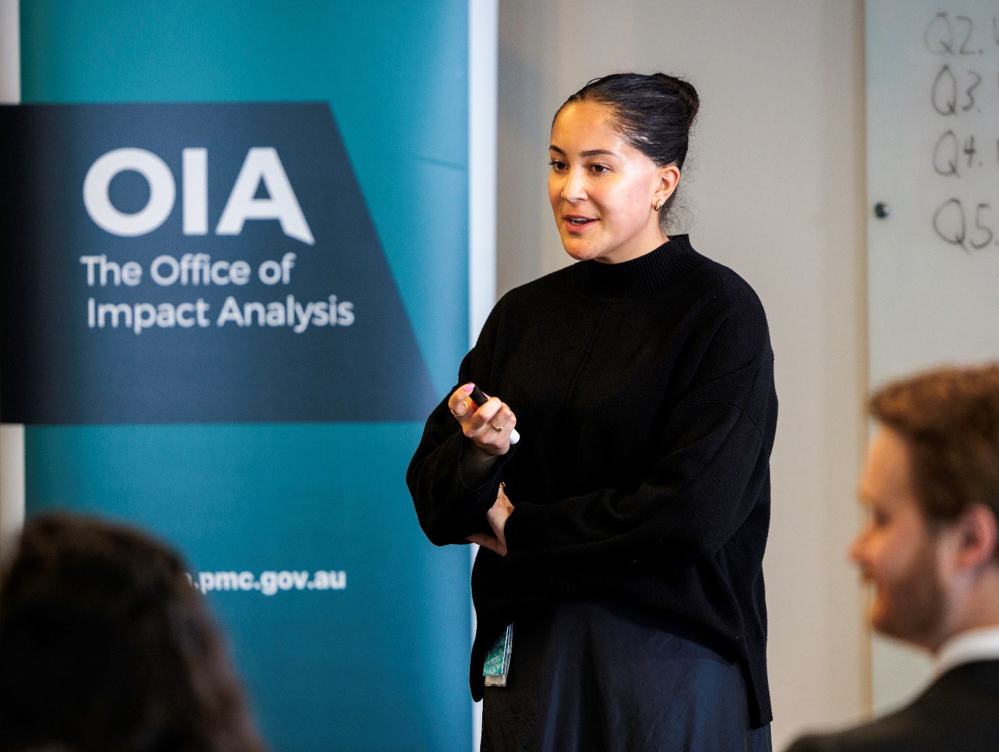 OIA
The Office of
Impact Analysis
.pmc.gov.au
Q2.
Q3.
Q4.
Q5.